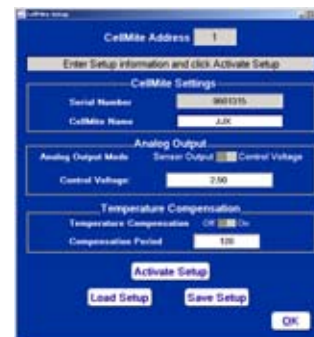 CellMite Setup
CellMite Address 1
Enter Setup information and click Activate Setup
CellMite Settings
Serial Number
CellMite Name JJX
Analog Output
Analog Output Mode Sensor Output Control Voltage
Control Voltage: 2.50
Temperature Compensation
Temperature Compensation Off On
Compensation Period 120
Activate Setup
Load Setup Save Setup
OK